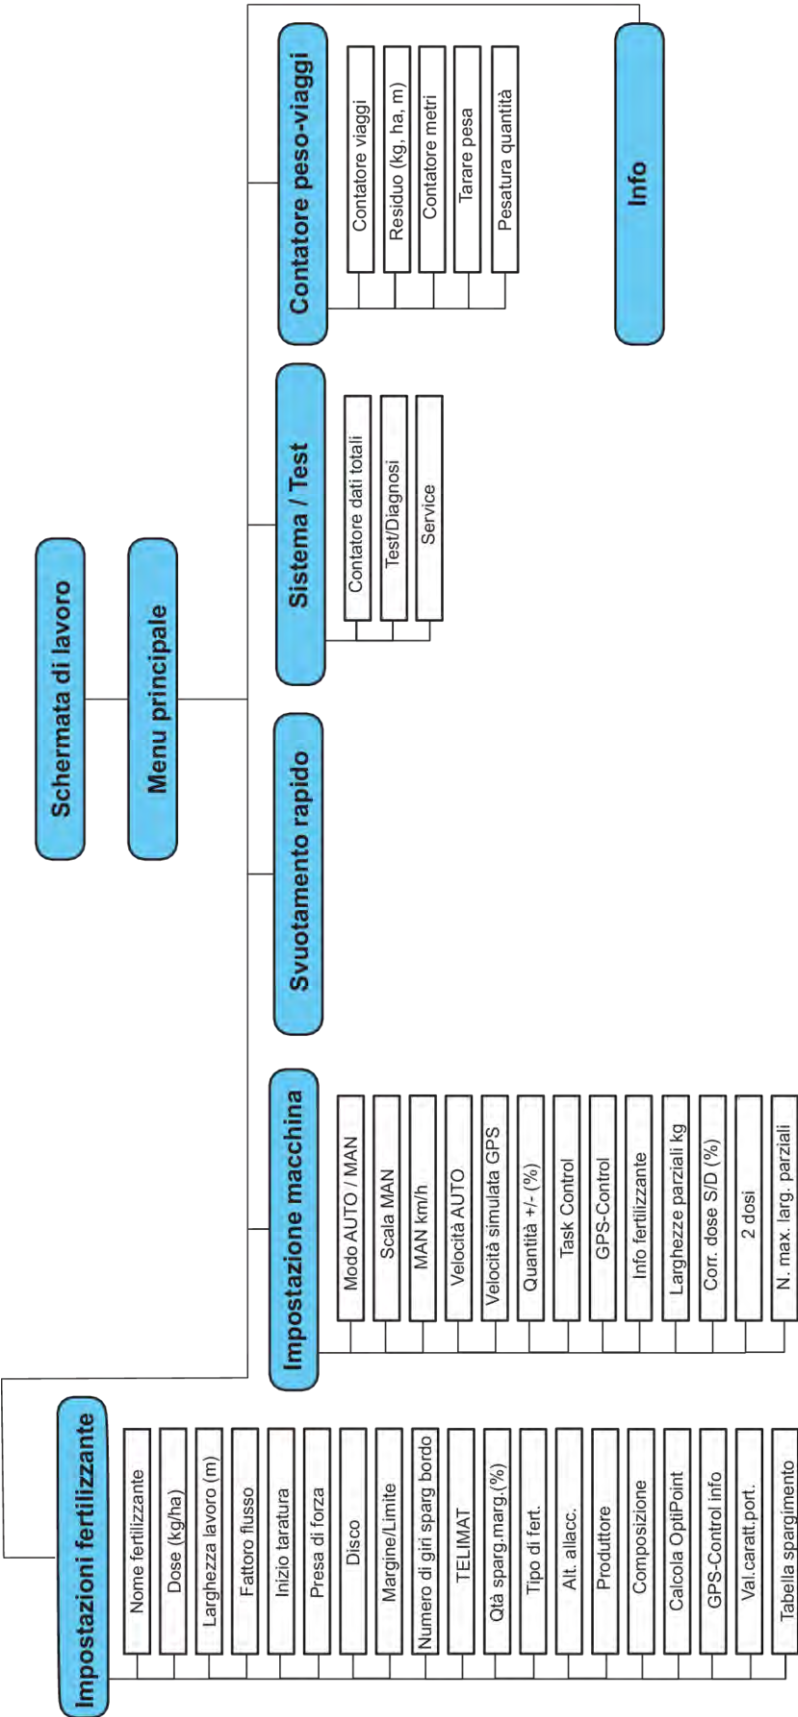 Schermata di lavoro
Menu principale
Impostazioni fertilizzante
Nome fertilizzante
Dose (kg/ha)
Larghezza lavoro (m)
Fattoro flusso
Inizio taratura
Presa di forza
Disco
Margine/Limite
Numero di giri sparg bordo
TELIMAT
Qtà sparg.marg.(%)
Tipo di fert.
Alt. allacc.
Produttore
Composizione
Calcola OptiPoint
GPS-Control info
Val.caratt.port.
Tabella spargimento
Impostazione macchina
Modo AUTO / MAN
Scala MAN
MAN km/h
Velocità AUTO
Velocità simulata GPS
Quantità +/- (%)
Task Control
GPS-Control
Info fertilizzante
Larghezze parziali kg
Corr. dose S/D (%)
2 dosi
N. max. larg. parziali
Svuotamento rapido
Sistema / Test
Contatore dati totali
Test/Diagnosi
Service
Contatore peso-viaggi
Contatore viaggi
Residuo (kg, ha, m)
Contatore metri
Tarare pesa
Pesatura quantità
Info